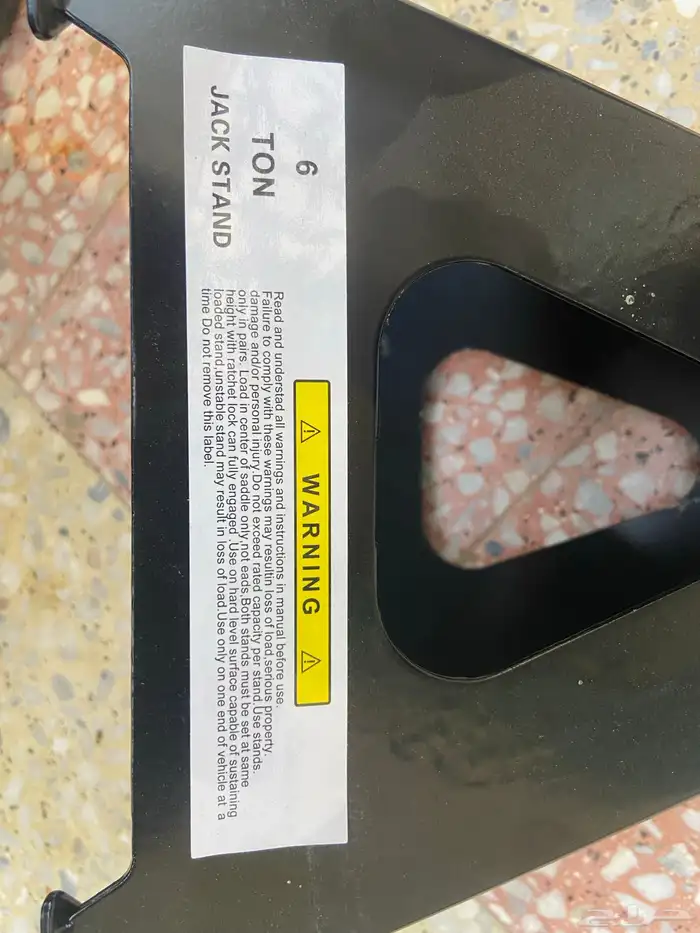 6
TON
JACK STAND
⚠ WARNING ⚠
Read and understad all warnings and instructions in manual before use.
Failure to comply with these warnings may resultin loss of load,serious property.
damage and/or personal injury.Do not exceed rated capacity per stand.Use stands.
only in pairs. Load in center of saddle only,not eads.Both stands must be set at same
height with ratchet lock can fully engaged .Use on hard level surface capable of sustaining
loaded stand,unstable stand may result in loss of load.Use only on one end of vehicle at a
time Do not remove this label.
حراج